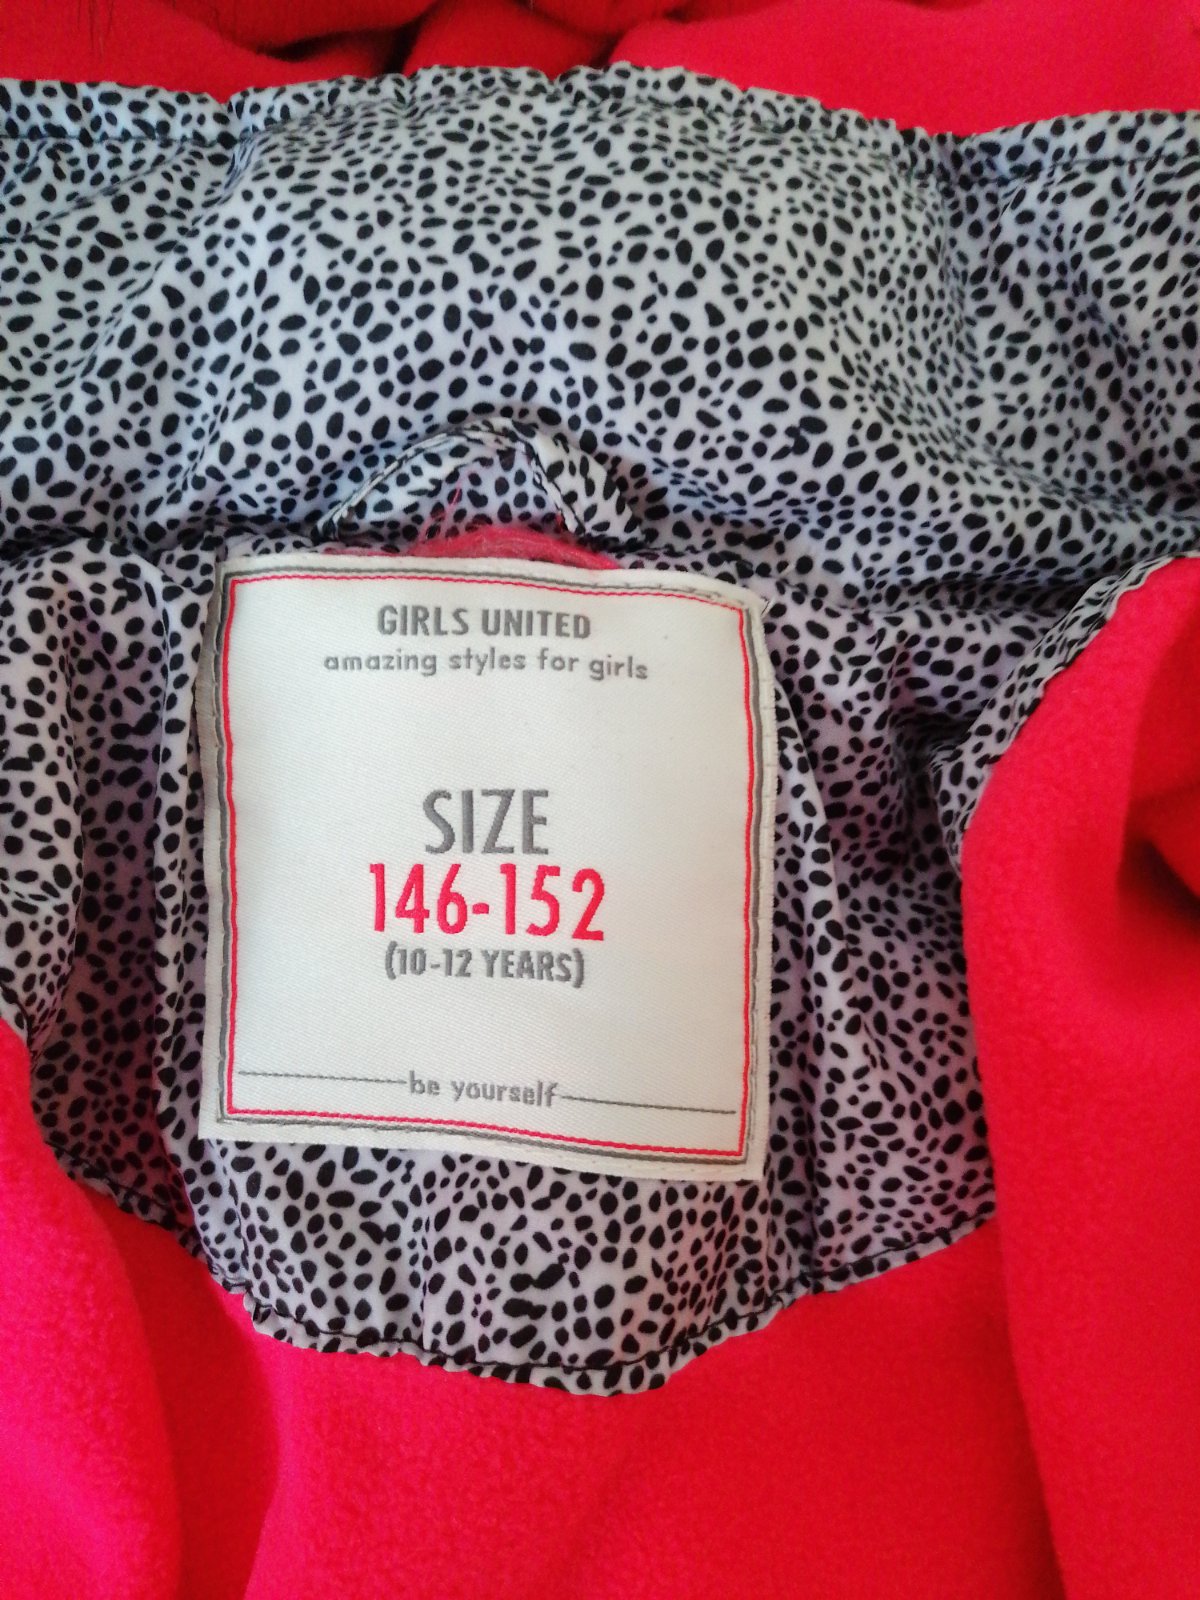 GIRLS UNITED
amazing styles for girls
SIZE
146-152
(10-12 YEARS)
be yourself